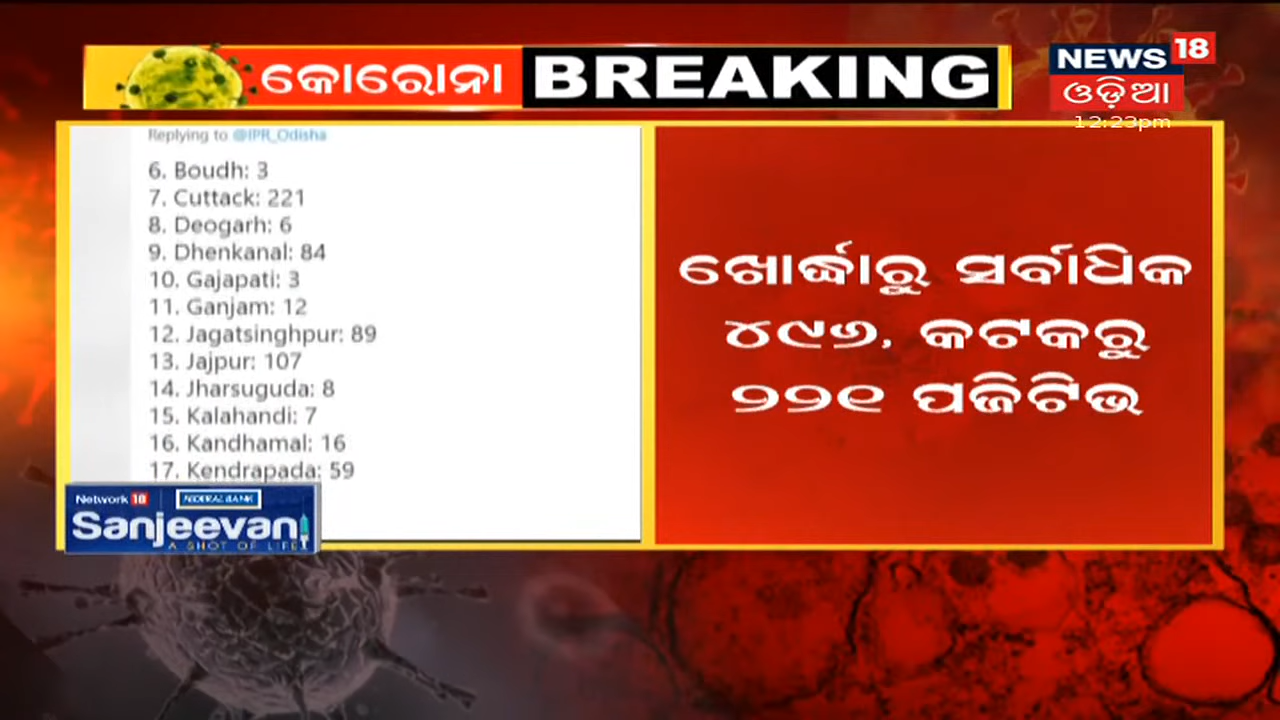 କୋରୋନା BREAKING
NEWS 18
ଓଡ଼ିଆ
12:23pm
Replying to @IPR_Odisha
6. Boudh: 3
7. Cuttack: 221
8. Deogarh: 6
9. Dhenkanal: 84
10. Gajapati: 3
11. Ganjam: 12
12. Jagatsinghpur: 89
13. Jajpur: 107
14. Jharsuguda: 8
15. Kalahandi: 7
16. Kandhamal: 16
17. Kendrapada: 59
ଖୋର୍ଦ୍ଧାରୁ ସର୍ବାଧିକ
୪୯୬, କଟକରୁ
୨୨୧ ପଜିଟିଭ
Network 18 FEDERAL BANK
Sanjeevani
A SHOT OF LIFE